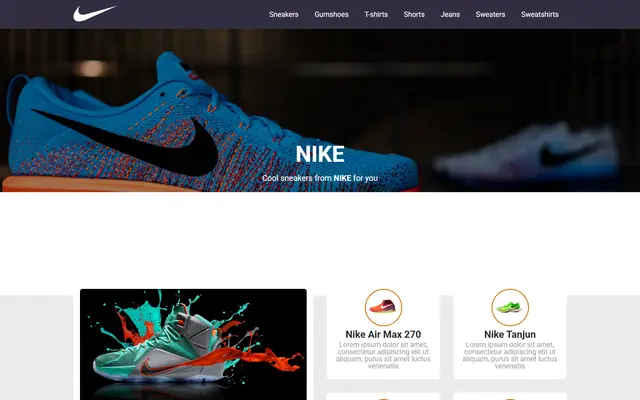 Sneakers Gumshoes T-shirts Shorts Jeans Sweaters Sweatshirts
NIKE
Cool sneakers from NIKE for you
Nike Air Max 270
Lorem ipsum dolor sit amet,
consectetur adipiscing elit ut
aliquam, purus sit amet luctus
venenatis
Nike Tanjun
Lorem ipsum dolor sit amet,
consectetur adipiscing elit ut
aliquam, purus sit amet luctus
venenatis